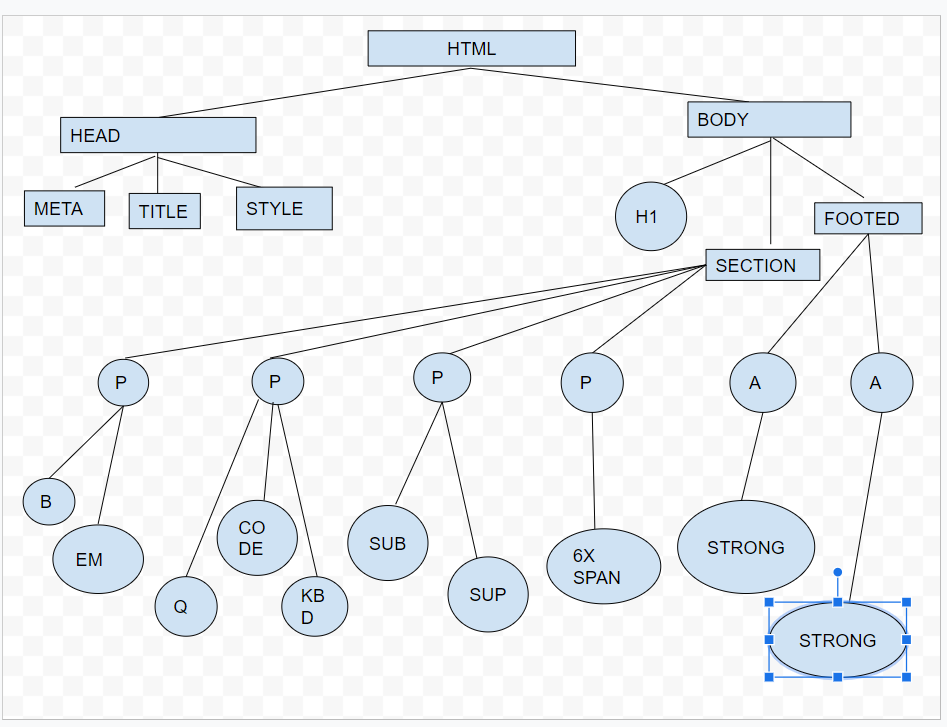 HTML
HEAD
BODY
META
TITLE
STYLE
H1
FOOTED
SECTION
P
P
P
P
A
A
B
EM
Q
CO
DE
KB
D
SUB
SUP
6X
SPAN
STRONG
STRONG